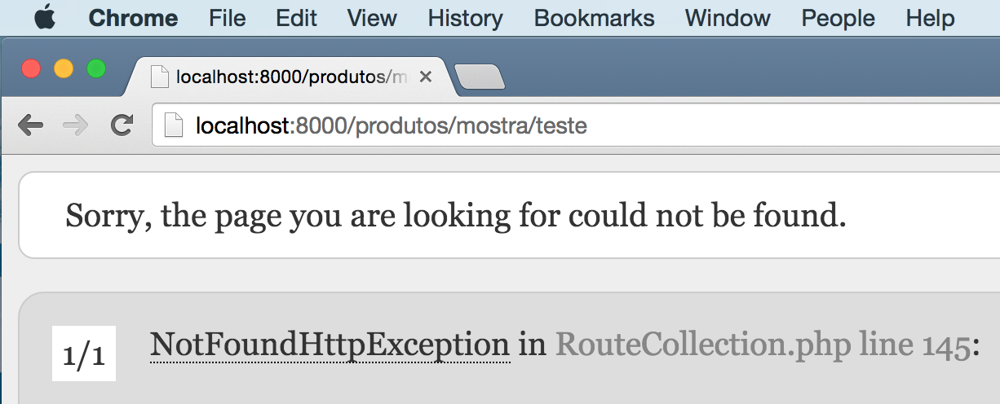 Chrome File Edit View History Bookmarks Window People Help
localhost:8000/produtos/m
localhost:8000/produtos/mostra/teste
Sorry, the page you are looking for could not be found.
1/1 NotFoundHttpException in RouteCollection.php line 145: